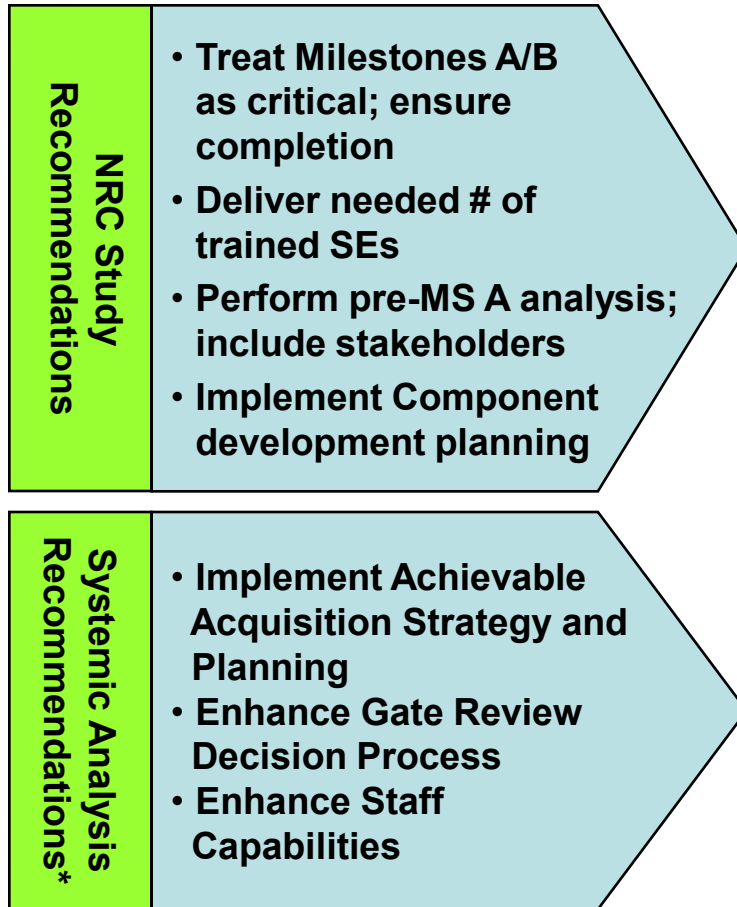 NRC Study
Recommendations
• Treat Milestones A/B
as critical; ensure
completion
• Deliver needed # of
trained SEs
• Perform pre-MS A analysis;
include stakeholders
• Implement Component
development planning
Systemic Analysis
Recommendations*
• Implement Achievable
Acquisition Strategy and
Planning
• Enhance Gate Review
Decision Process
• Enhance Staff
Capabilities